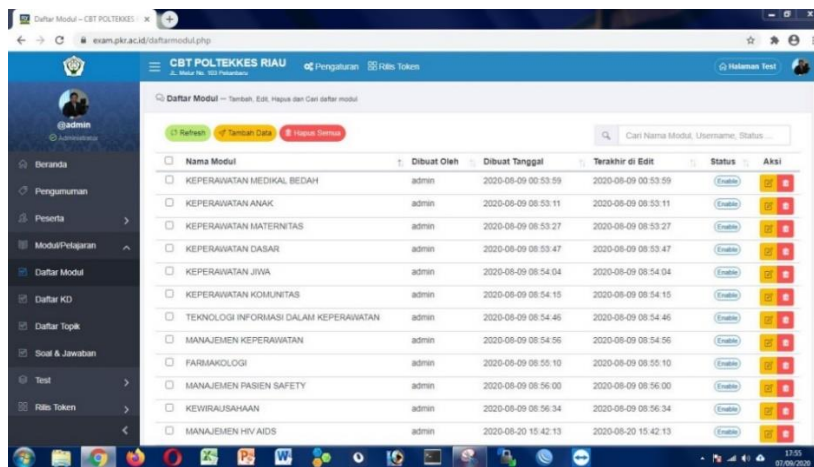 Daftar Modul – CBT POLTEKKES
exam.pkr.ac.id/daftarmodul.php
CBT POLTEKKES RIAU
JL. Melur No. 103 Pekanbaru
Pengaturan
Rilis Token
Halaman Test
@admin
Administrator
Beranda
Pengumuman
Peserta
Modul/Pelajaran
Daftar Modul
Daftar KD
Daftar Topik
Soal & Jawaban
Test
Rilis Token
Daftar Modul – Tambah, Edit, Hapus dan Cari daftar modul
Refresh
Tambah Data
Hapus Semua
Cari Nama Modul, Username, Status ...
Nama Modul Dibuat Oleh Dibuat Tanggal Terakhir di Edit Status Aksi
KEPERAWATAN MEDIKAL BEDAH admin 2020-08-09 00:53:59 2020-08-09 00:53:59 Enable
KEPERAWATAN ANAK admin 2020-08-09 08:53:11 2020-08-09 08:53:11 Enable
KEPERAWATAN MATERNITAS admin 2020-08-09 08:53:27 2020-08-09 08:53:27 Enable
KEPERAWATAN DASAR admin 2020-08-09 08:53:47 2020-08-09 08:53:47 Enable
KEPERAWATAN JIWA admin 2020-08-09 08:54:04 2020-08-09 08:54:04 Enable
KEPERAWATAN KOMUNITAS admin 2020-08-09 08:54:15 2020-08-09 08:54:15 Enable
TEKNOLOGI INFORMASI DALAM KEPERAWATAN admin 2020-08-09 08:54:46 2020-08-09 08:54:46 Enable
MANAJEMEN KEPERAWATAN admin 2020-08-09 08:54:56 2020-08-09 08:54:56 Enable
FARMAKOLOGI admin 2020-08-09 08:55:10 2020-08-09 08:55:10 Enable
MANAJEMEN PASIEN SAFETY admin 2020-08-09 08:56:00 2020-08-09 08:56:00 Enable
KEWIRAUSAHAAN admin 2020-08-09 08:56:34 2020-08-09 08:56:34 Enable
MANAJEMEN HIV AIDS admin 2020-08-20 15:42:13 2020-08-20 15:42:13 Enable
17:55
07/09/2020